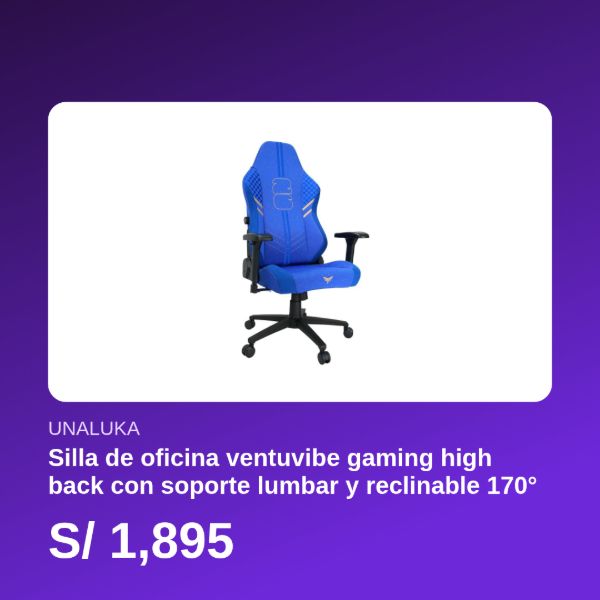 UNALUKA
Silla de oficina ventuvibe gaming high
back con soporte lumbar y reclinable 170°
S/ 1,895